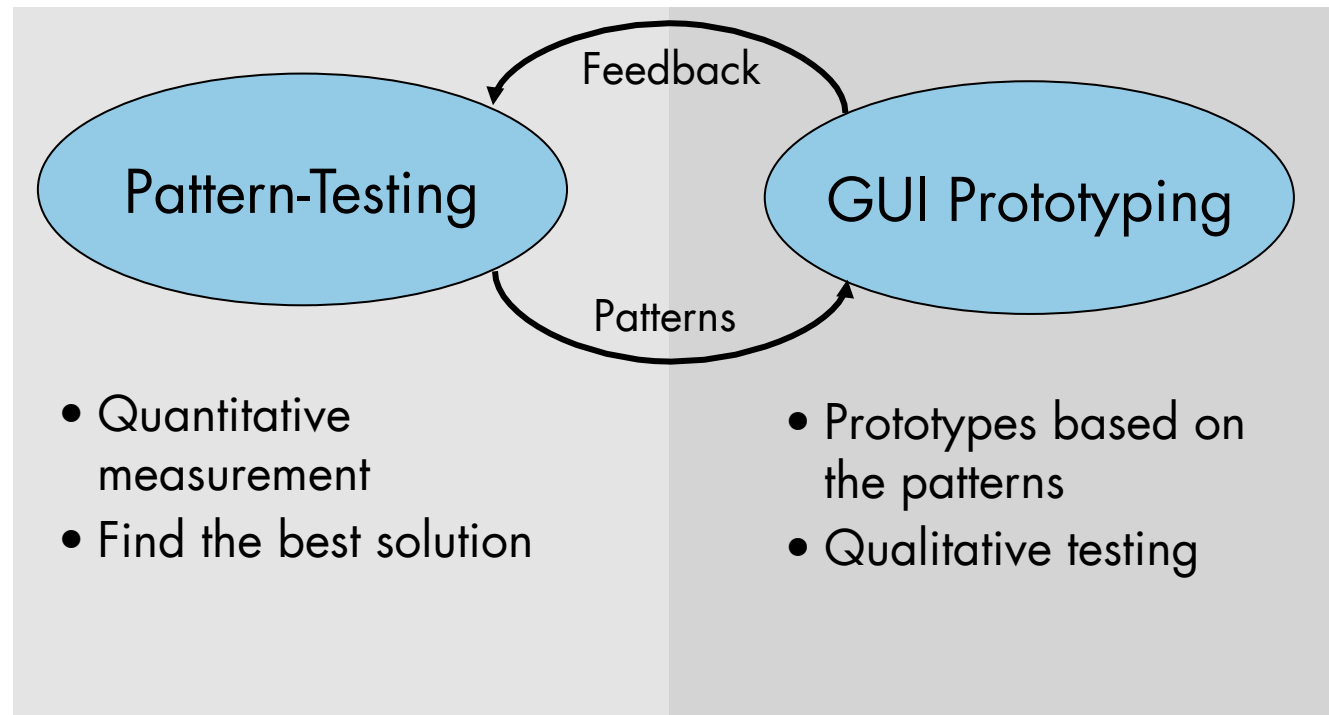 Feedback
Pattern-Testing
GUI Prototyping
Patterns
• Quantitative
measurement
• Find the best solution
• Prototypes based on
the patterns
• Qualitative testing